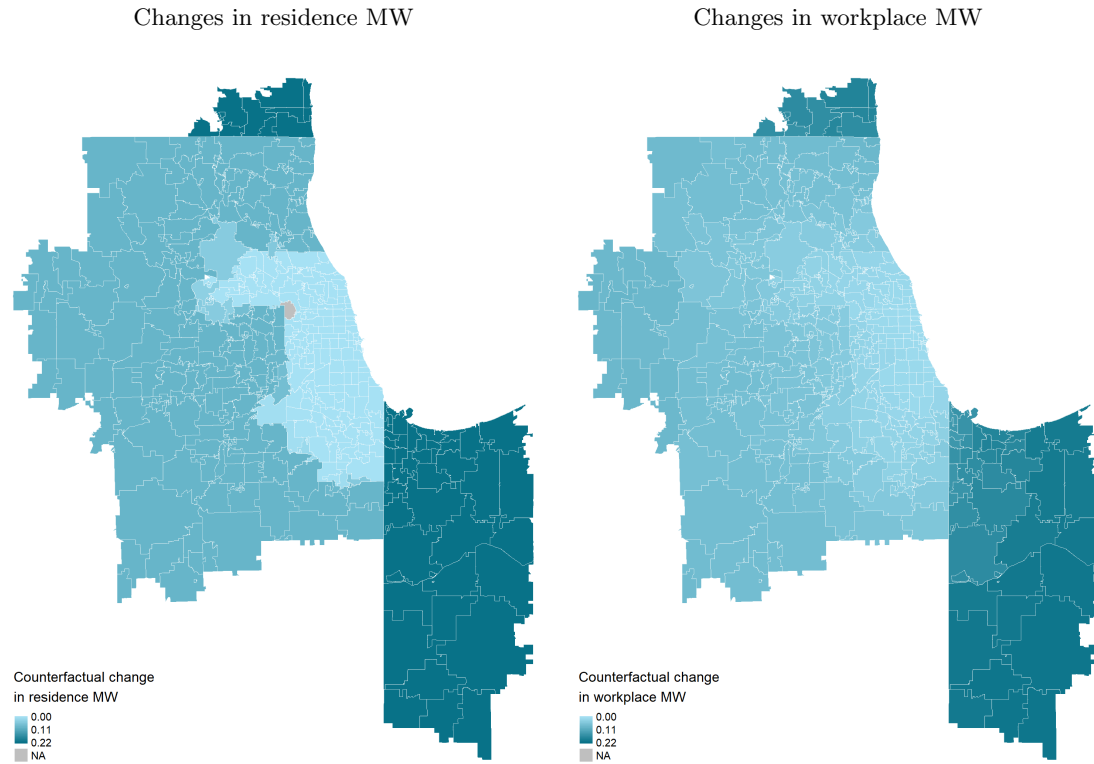 Changes in residence MW
Changes in workplace MW
Counterfactual change
in residence MW
0.00
0.11
0.22
NA
Counterfactual change
in workplace MW
0.00
0.11
0.22
NA